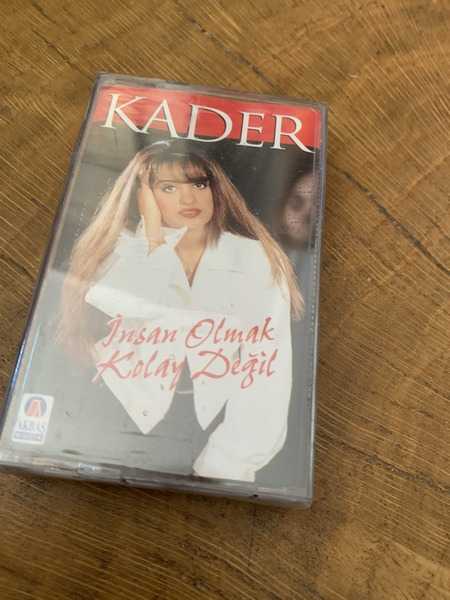 KADER
İnsan Olmak
Kolay Değil
AKBAŞ